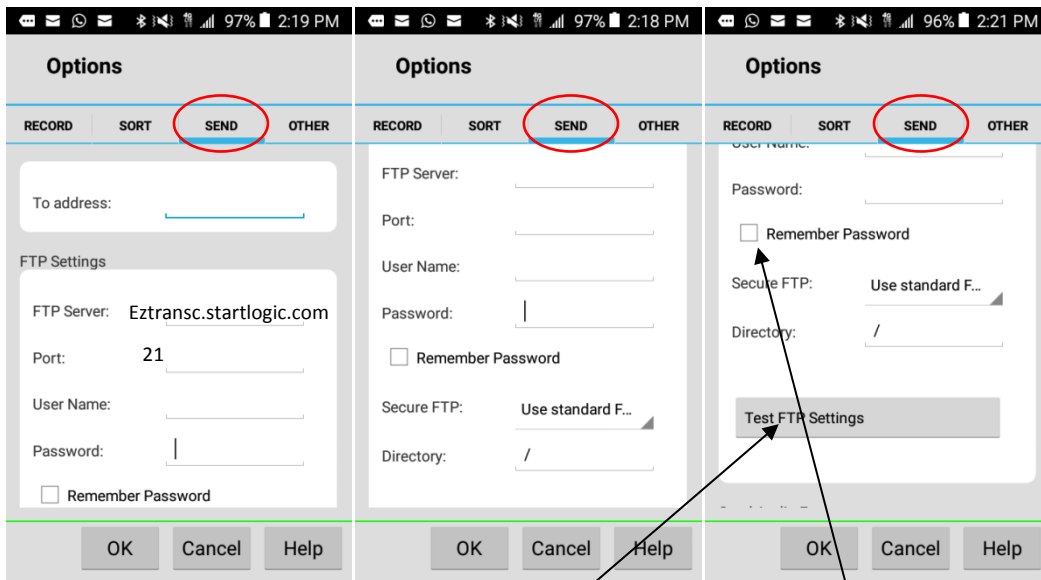 97% 2:19 PM
Options
RECORD SORT SEND OTHER
To address:
FTP Settings
FTP Server: Eztransc.startlogic.com
Port: 21
User Name:
Password:
Remember Password
OK Cancel Help
97% 2:18 PM
Options
RECORD SORT SEND OTHER
FTP Server:
Port:
User Name:
Password:
Remember Password
Secure FTP: Use standard F...
Directory: /
OK Cancel Help
96% 2:21 PM
Options
RECORD SORT SEND OTHER
User Name:
Password:
Remember Password
Secure FTP: Use standard F...
Directory: /
Test FTP Settings
OK Cancel Help